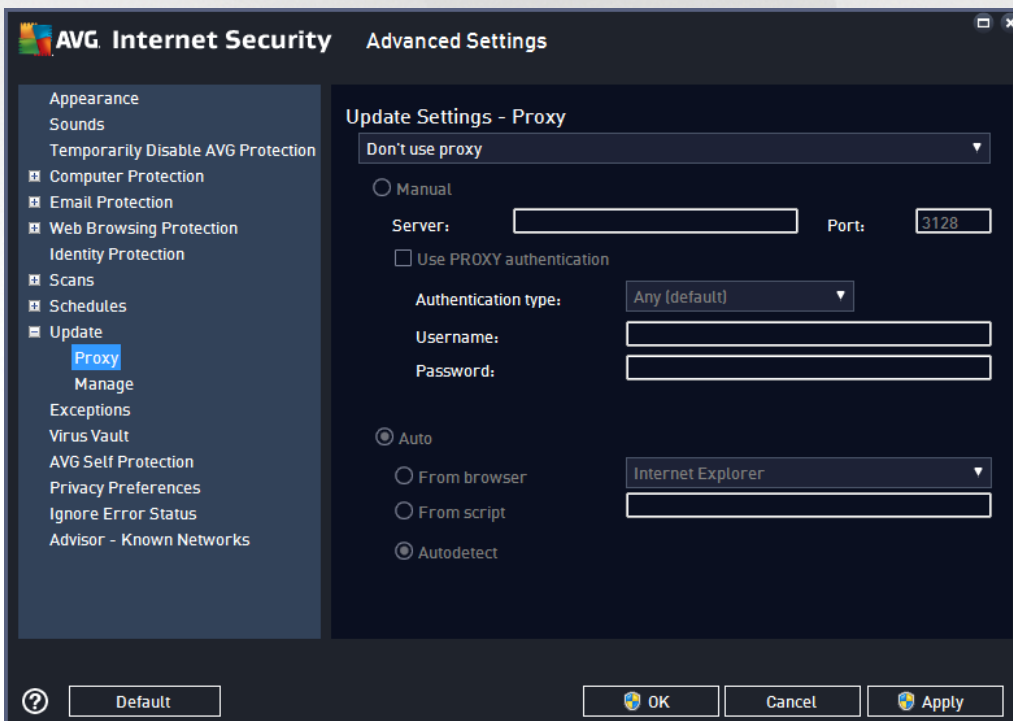 AVG. Internet Security Advanced Settings
Appearance
Sounds
Temporarily Disable AVG Protection
Computer Protection
Email Protection
Web Browsing Protection
Identity Protection
Scans
Schedules
Update
Proxy
Manage
Exceptions
Virus Vault
AVG Self Protection
Privacy Preferences
Ignore Error Status
Advisor - Known Networks
Update Settings - Proxy
Don't use proxy
Manual
Server: Port: 3128
Use PROXY authentication
Authentication type: Any (default)
Username:
Password:
Auto
From browser Internet Explorer
From script
Autodetect
? Default OK Cancel Apply